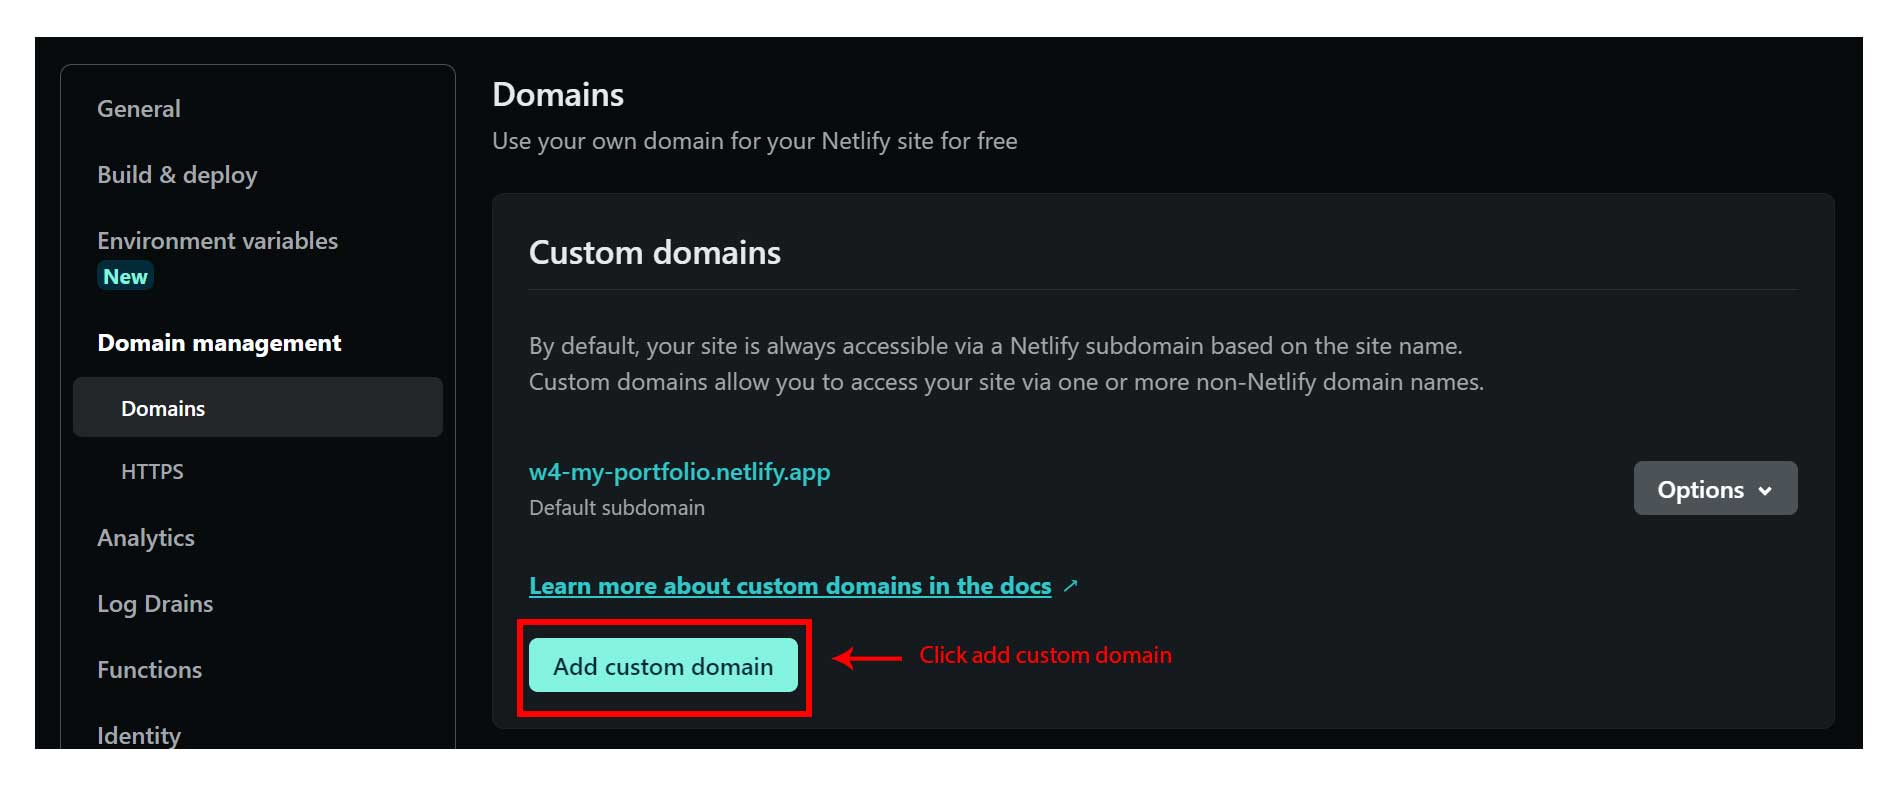 General
Build & deploy
Environment variables
New
Domain management
Domains
HTTPS
Analytics
Log Drains
Functions
Identity
Domains
Use your own domain for your Netlify site for free
Custom domains
By default, your site is always accessible via a Netlify subdomain based on the site name.
Custom domains allow you to access your site via one or more non-Netlify domain names.
w4-my-portfolio.netlify.app
Default subdomain
Options
Learn more about custom domains in the docs
Add custom domain
Click add custom domain